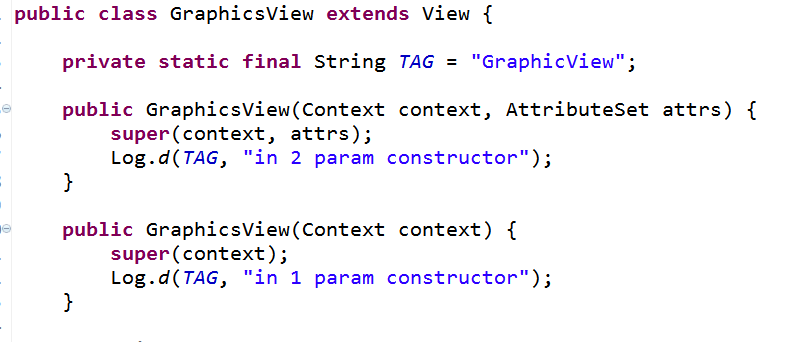 public class GraphicsView extends View {
private static final String TAG = "GraphicView";
public GraphicsView(Context context, AttributeSet attrs) {
super(context, attrs);
Log.d(TAG, "in 2 param constructor");
}
public GraphicsView(Context context) {
super(context);
Log.d(TAG, "in 1 param constructor");
}